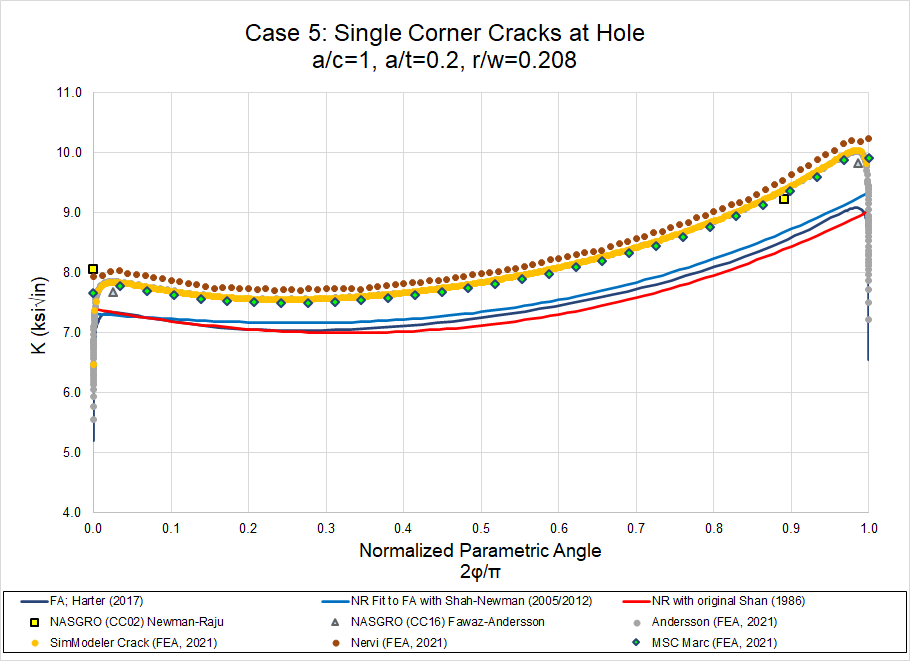 Case 5: Single Corner Cracks at Hole
a/c=1, a/t=0.2, r/w=0.208
11.0
10.0
9.0
8.0
7.0
6.0
5.0
4.0
K (ksi√in)
0.0 0.1 0.2 0.3 0.4 0.5 0.6 0.7 0.8 0.9 1.0
Normalized Parametric Angle
2φ/π
FA; Harter (2017) NR Fit to FA with Shah-Newman (2005/2012) NR with original Shan (1986)
NASGRO (CC02) Newman-Raju NASGRO (CC16) Fawaz-Andersson Andersson (FEA, 2021)
SimModeler Crack (FEA, 2021) Nervi (FEA, 2021) MSC Marc (FEA, 2021)